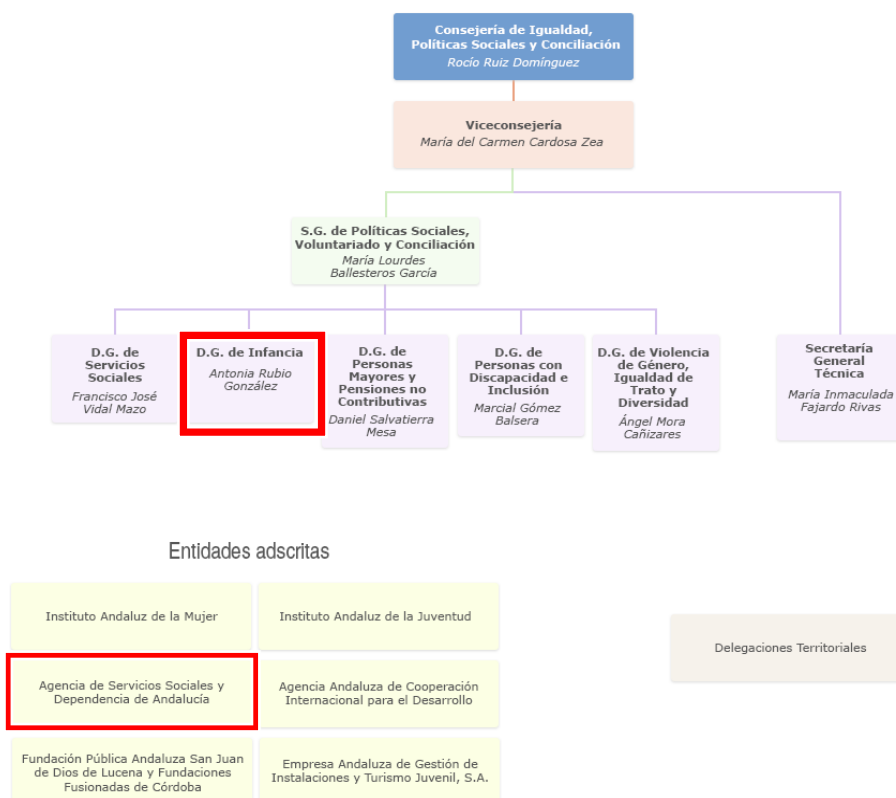 Consejería de Igualdad,
Políticas Sociales y Conciliación
Rocío Ruiz Domínguez
Viceconsejería
María del Carmen Cardosa Zea
S.G. de Políticas Sociales,
Voluntariado y Conciliación
María Lourdes
Ballesteros García
D.G. de
Servicios
Sociales
Francisco José
Vidal Mazo
D.G. de Infancia
Antonia Rubio
González
D.G. de
Personas
Mayores y
Pensiones no
Contributivas
Daniel Salvatierra
Mesa
D.G. de
Personas con
Discapacidad e
Inclusión
Marcial Gómez
Balsera
D.G. de Violencia
de Género,
Igualdad de
Trato y
Diversidad
Ángel Mora
Cañizares
Secretaría
General
Técnica
María Inmaculada
Fajardo Rivas
Entidades adscritas
Instituto Andaluz de la Mujer
Instituto Andaluz de la Juventud
Agencia de Servicios Sociales y
Dependencia de Andalucía
Agencia Andaluza de Cooperación
Internacional para el Desarrollo
Fundación Pública Andaluza San Juan
de Dios de Lucena y Fundaciones
Fusionadas de Córdoba
Empresa Andaluza de Gestión de
Instalaciones y Turismo Juvenil, S.A.
Delegaciones Territoriales